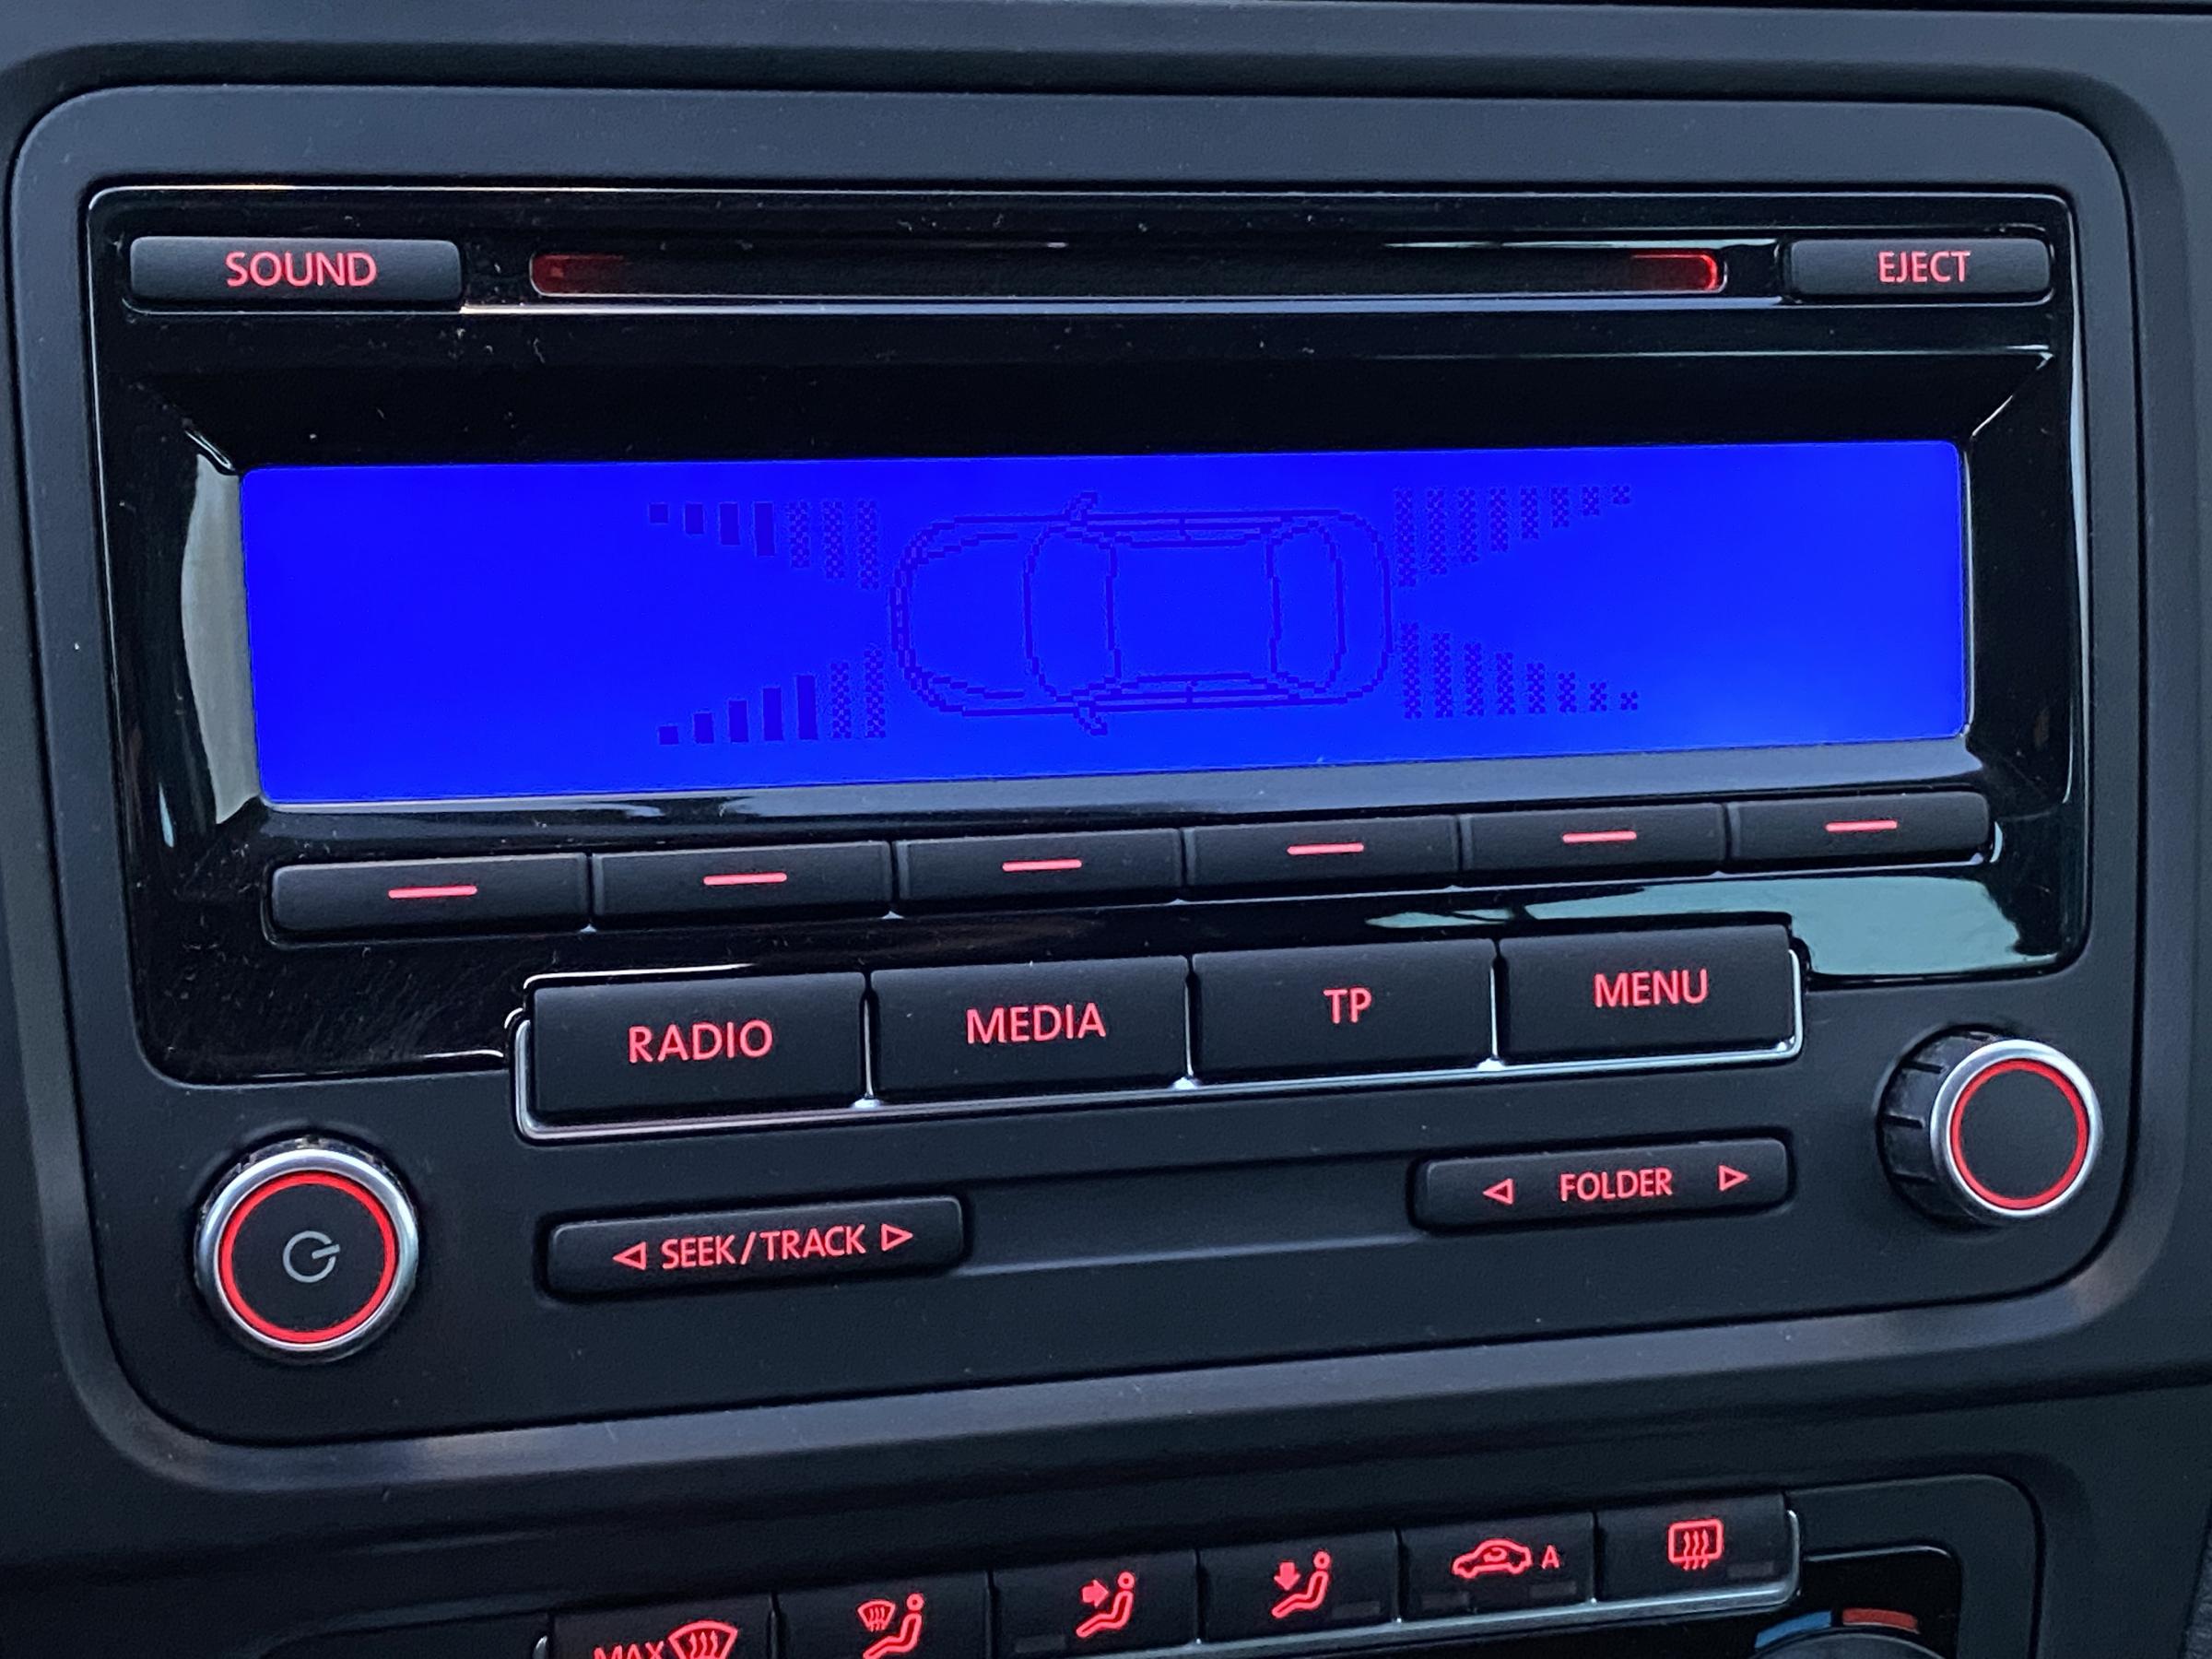 SOUND
EJECT
RADIO
MEDIA
TP
MENU
SEEK/TRACK
FOLDER
A
MAX